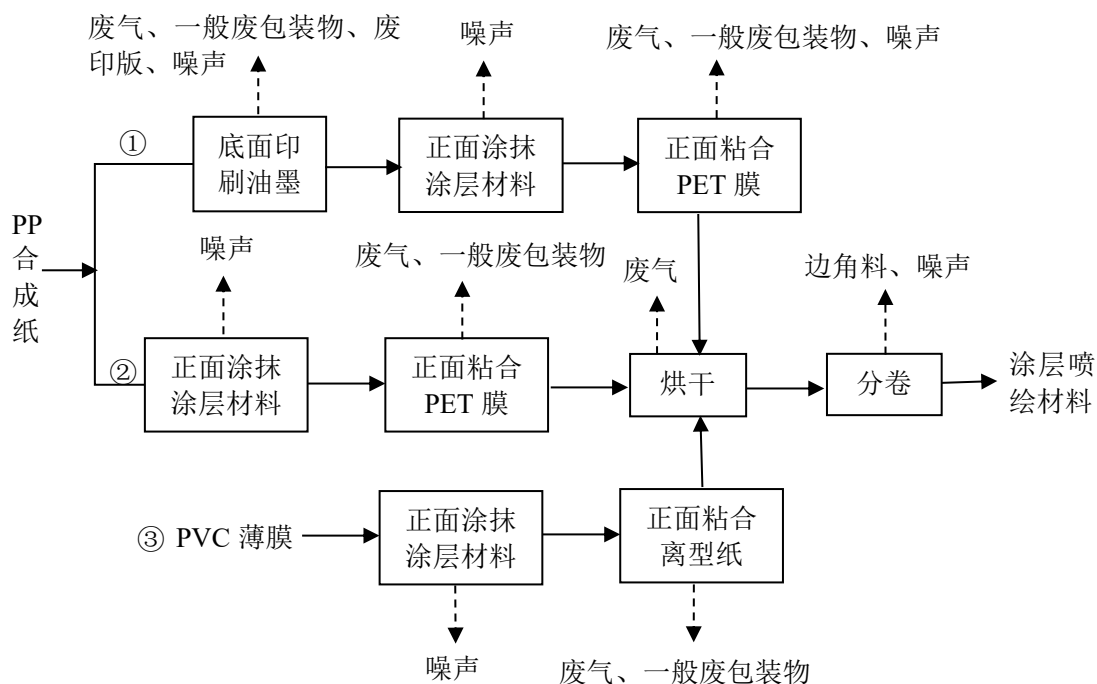 废气、一般废包装物、废
印版、噪声
噪声
废气、一般废包装物、噪声
①
底面印
刷油墨
正面涂抹
涂层材料
正面粘合
PET 膜
PP
合
成
纸
噪声
废气、一般废包装物
废气
边角料、噪声
②
正面涂抹
涂层材料
正面粘合
PET 膜
烘干
分卷
涂层喷
绘材料
③ PVC 薄膜
正面涂抹
涂层材料
正面粘合
离型纸
噪声
废气、一般废包装物